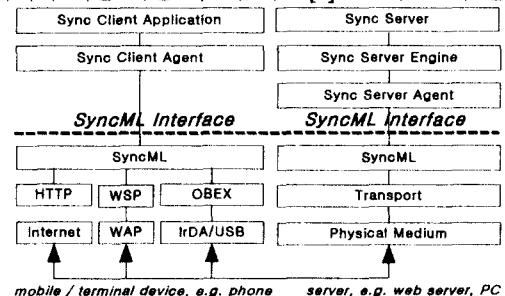 Sync Client Application
Sync Server
Sync Client Agent
Sync Server Engine
Sync Server Agent
SyncML Interface
SyncML Interface
SyncML
SyncML
HTTP
WSP
OBEX
Transport
Internet
WAP
IrDA/USB
Physical Medium
mobile / terminal device, e.g. phone
server, e.g. web server, PC